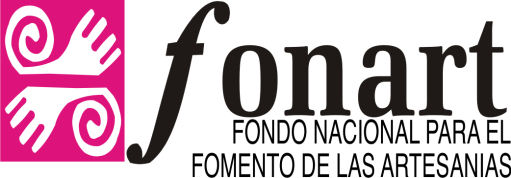 fonart
FONDO NACIONAL PARA EL
FOMENTO DE LAS ARTESANIAS